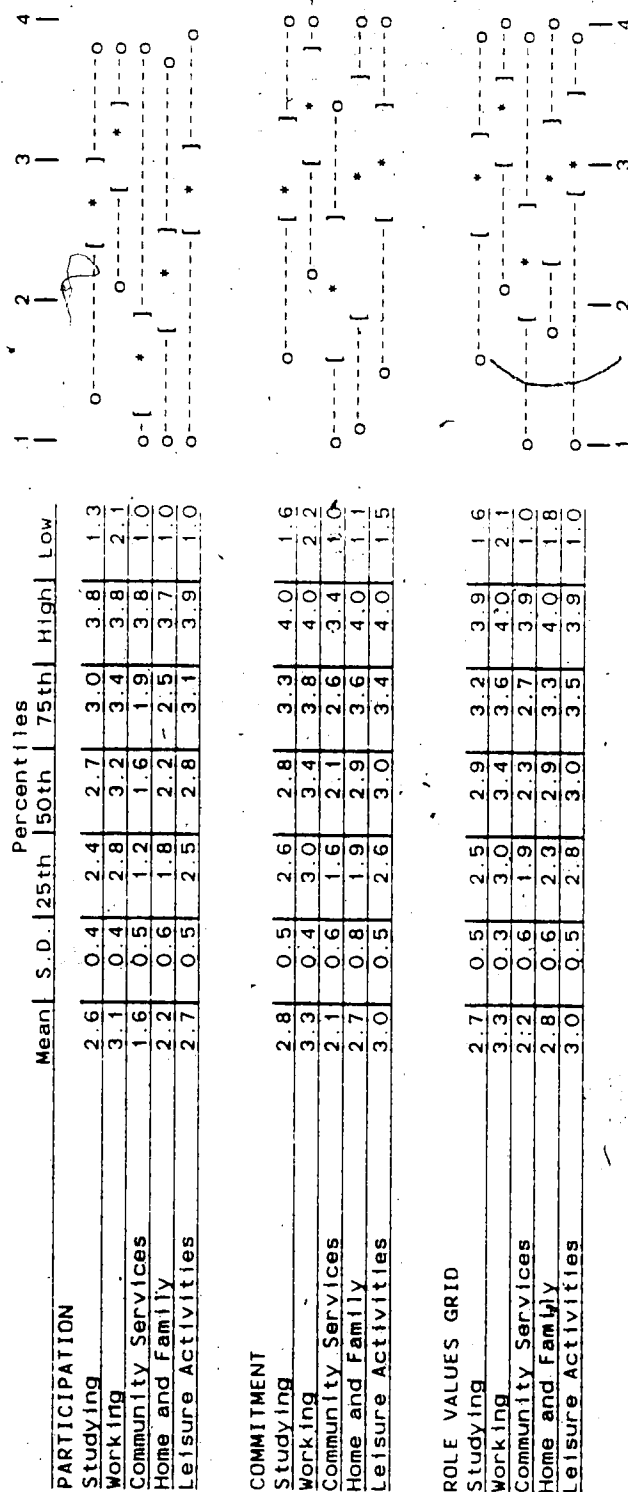 Percentiles
Mean| S.D. |25th |50th | 75th| High| Low
PARTICIPATION
Studying 2.6 0.4 2.4 2.7 3.0 3.8 1.3
Working 3.1 0.4 2.8 3.2 3.4 3.8 2.1
Community Services 1.6 0.5 1.2 1.6 1.9 3.8 1.0
Home and Family 2.2 0.6 1.8 2.2 2.5 3.7 1.0
Leisure Activities 2.7 0.5 2.5 2.8 3.1 3.9 1.0
COMMITMENT
Studying 2.8 0.5 2.6 2.8 3.3 4.0 1.6
Working 3.3 0.4 3.0 3.4 3.8 4.0 2.2
Community Services 2.1 0.6 1.6 2.1 2.6 3.4 1.0
Home and Family 2.7 0.8 1.9 2.9 3.6 4.0 1.1
Leisure Activities 3.0 0.5 2.6 3.0 3.4 4.0 1.5
ROLE VALUES GRID
Studying 2.7 0.5 2.5 2.9 3.2 3.9 1.6
Working 3.3 0.3 3.0 3.4 3.6 4.0 2.1
Community Services 2.2 0.6 1.9 2.3 2.7 3.9 1.0
Home and Family 2.8 0.6 2.3 2.9 3.3 4.0 1.8
Leisure Activities 3.0 0.5 2.8 3.0 3.5 3.9 1.0
1 2 3 4
1 2 3 4